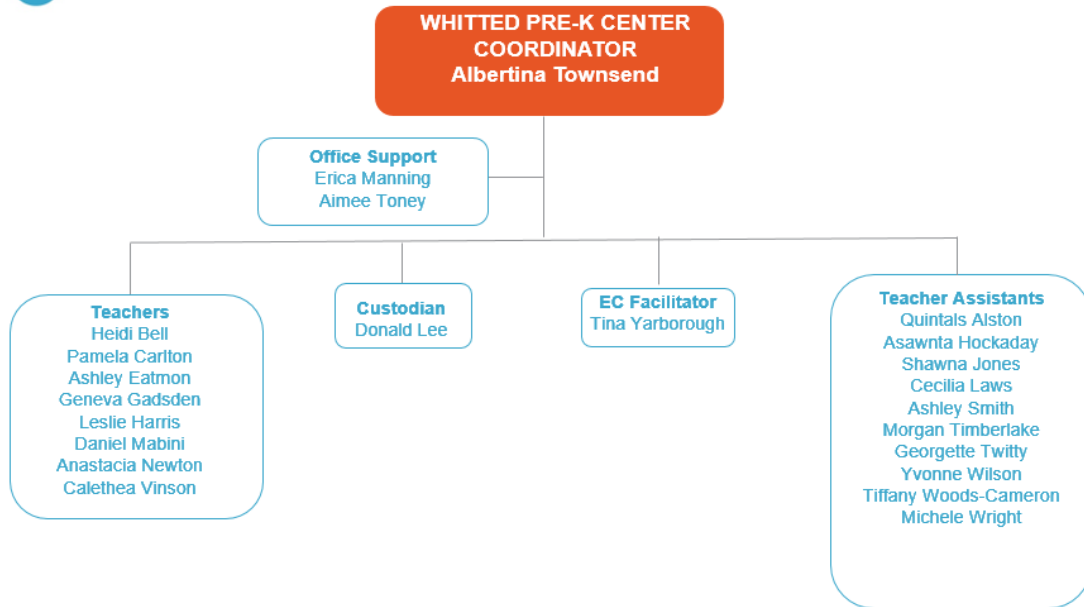 WHITTED PRE-K CENTER
COORDINATOR
Albertina Townsend
Office Support
Erica Manning
Aimee Toney
Teachers
Heidi Bell
Pamela Carlton
Ashley Eatmon
Geneva Gadsden
Leslie Harris
Daniel Mabini
Anastacia Newton
Calethea Vinson
Custodian
Donald Lee
EC Facilitator
Tina Yarborough
Teacher Assistants
Quintals Alston
Asawnta Hockaday
Shawna Jones
Cecilia Laws
Ashley Smith
Morgan Timberlake
Georgette Twitty
Yvonne Wilson
Tiffany Woods-Cameron
Michele Wright